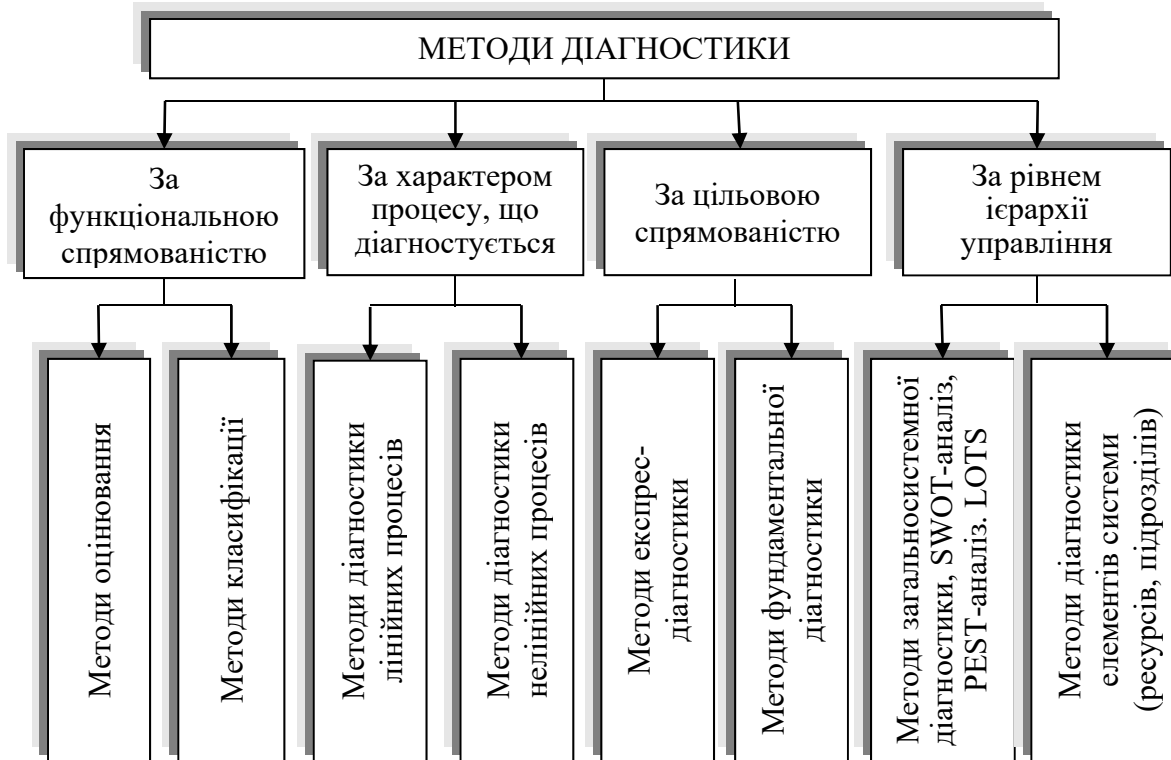 МЕТОДИ ДІАГНОСТИКИ
За
функціональною
спрямованістю
За характером
процесу, що
діагностується
За цільовою
спрямованістю
За рівнем
ієрархії
управління
Методи оцінювання
Методи класифікації
Методи діагностики
лінійних процесів
Методи діагностики
нелінійних процесів
Методи експрес-
діагностики
Методи фундаментальної
діагностики
Методи загальносистемної
діагностики, SWOT-аналіз,
PEST-аналіз. LOTS
Методи діагностики
елементів системи
(ресурсів, підрозділів)